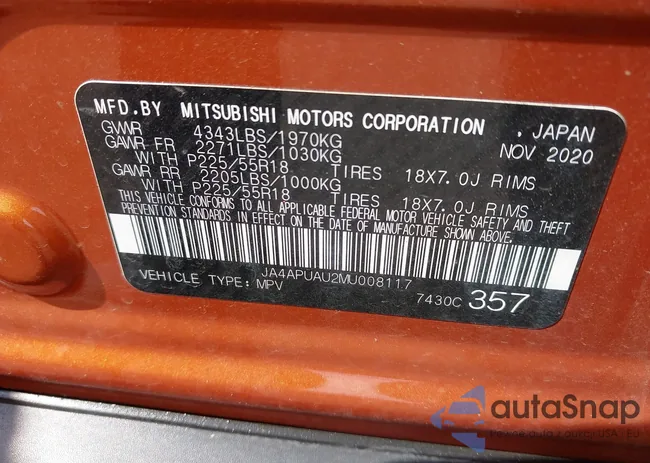 MFD.BY MITSUBISHI MOTORS CORPORATION , JAPAN
GVWR 4343LBS/1970KG NOV 2020
GAWR FR 2271LBS/1030KG
WITH P225/55R18 TIRES 18X7.0J RIMS
GAWR RR 2205LBS/1000KG
WITH P225/55R18 TIRES 18X7.0J RIMS
THIS VEHICLE CONFORMS TO ALL APPLICABLE FEDERAL MOTOR VEHICLE SAFETY AND THEFT
PREVENTION STANDARDS IN EFFECT ON THE DATE OF MANUFACTURE SHOWN ABOVE.
JA4APUAU2MU008117
VEHICLE TYPE: MPV 7430C 357
autaSnap